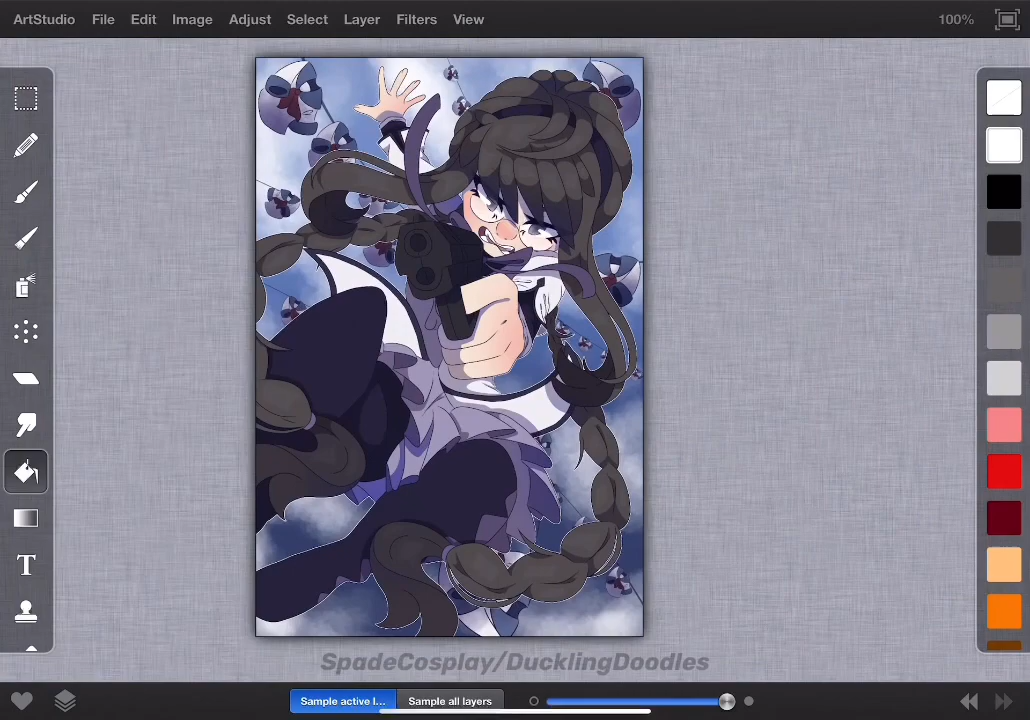 ArtStudio File Edit Image Adjust Select Layer Filters View 100%
T
SpadeCosplay/DucklingDoodles
Sample active l... Sample all layers